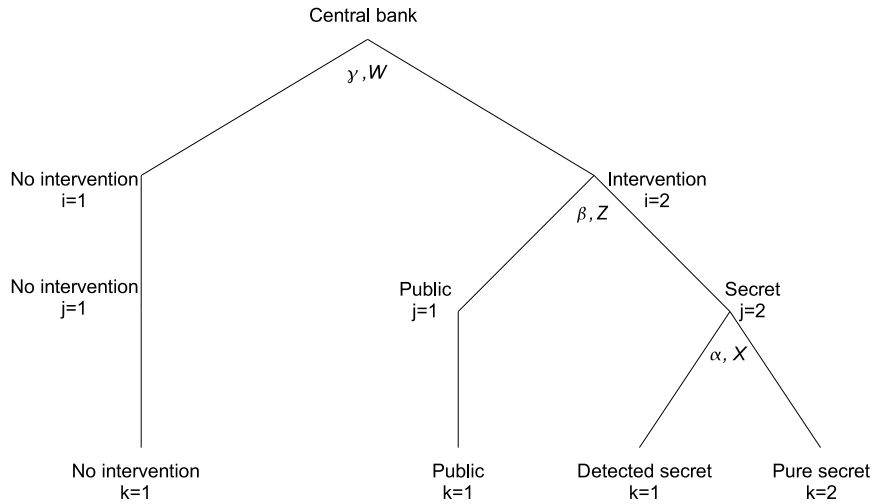 Central bank
γ, W
No intervention
i=1
Intervention
i=2
β, Z
No intervention
j=1
Public
j=1
Secret
j=2
α, X
No intervention
k=1
Public
k=1
Detected secret
k=1
Pure secret
k=2